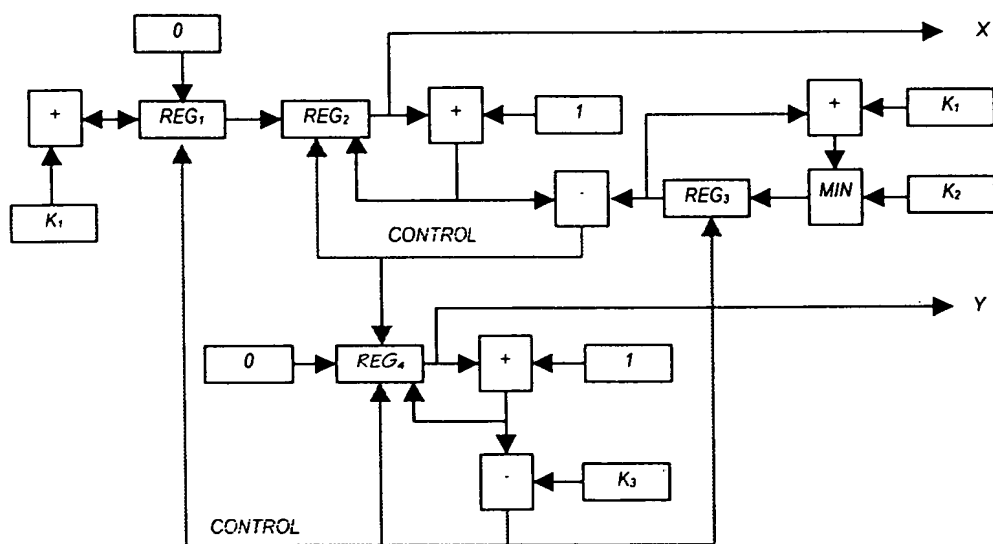 0
X
+
REG₁
REG₂
+
1
+
K₁
K₁
-
REG₃
MIN
K₂
CONTROL
Y
0
REG₄
+
1
-
K₃
CONTROL